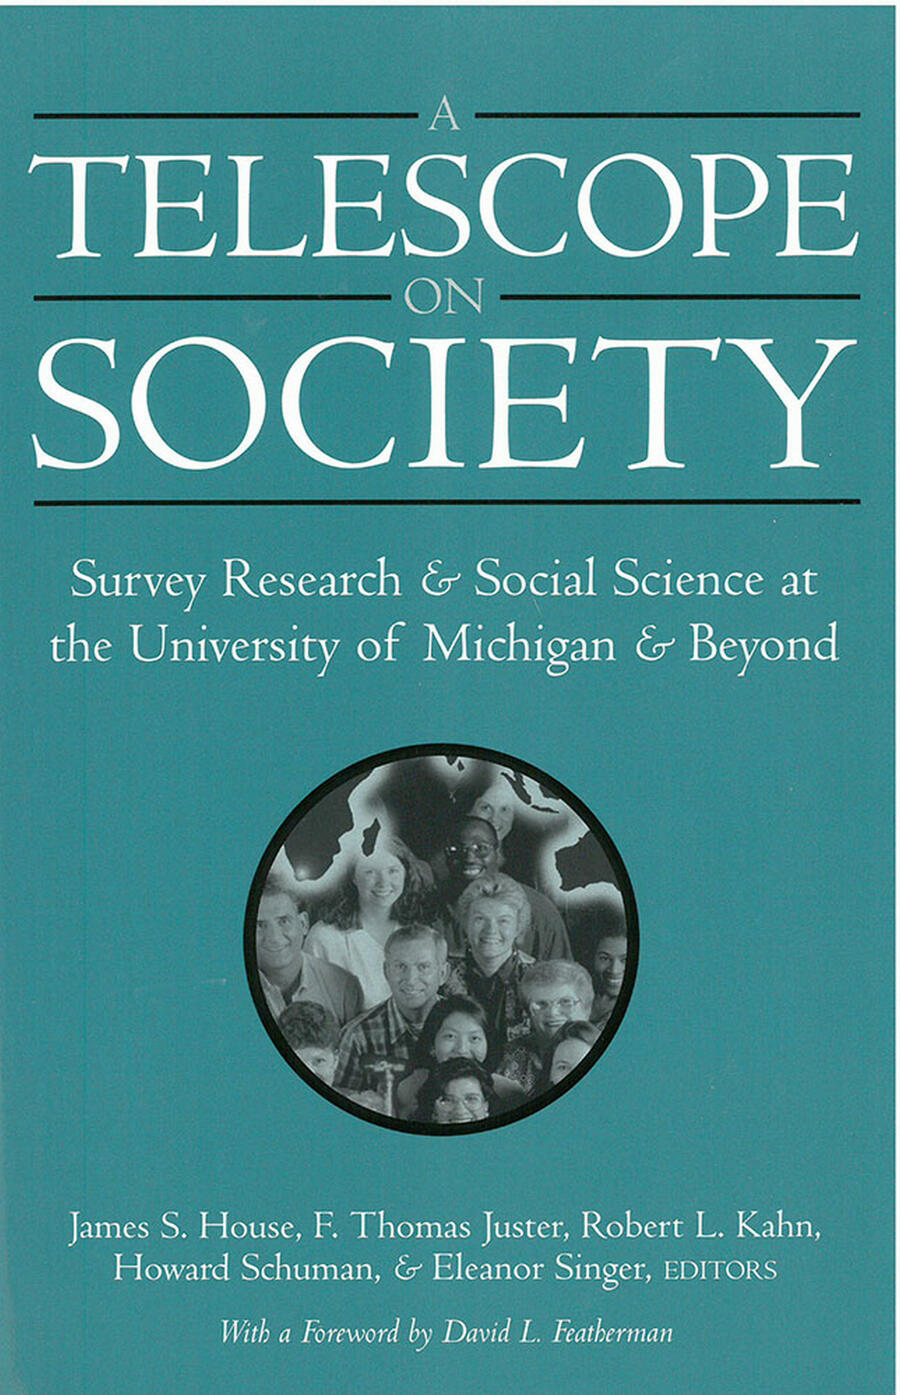 A
TELESCOPE
ON
SOCIETY
Survey Research & Social Science at
the University of Michigan & Beyond
James S. House, F. Thomas Juster, Robert L. Kahn,
Howard Schuman, & Eleanor Singer, EDITORS
With a Foreword by David L. Featherman